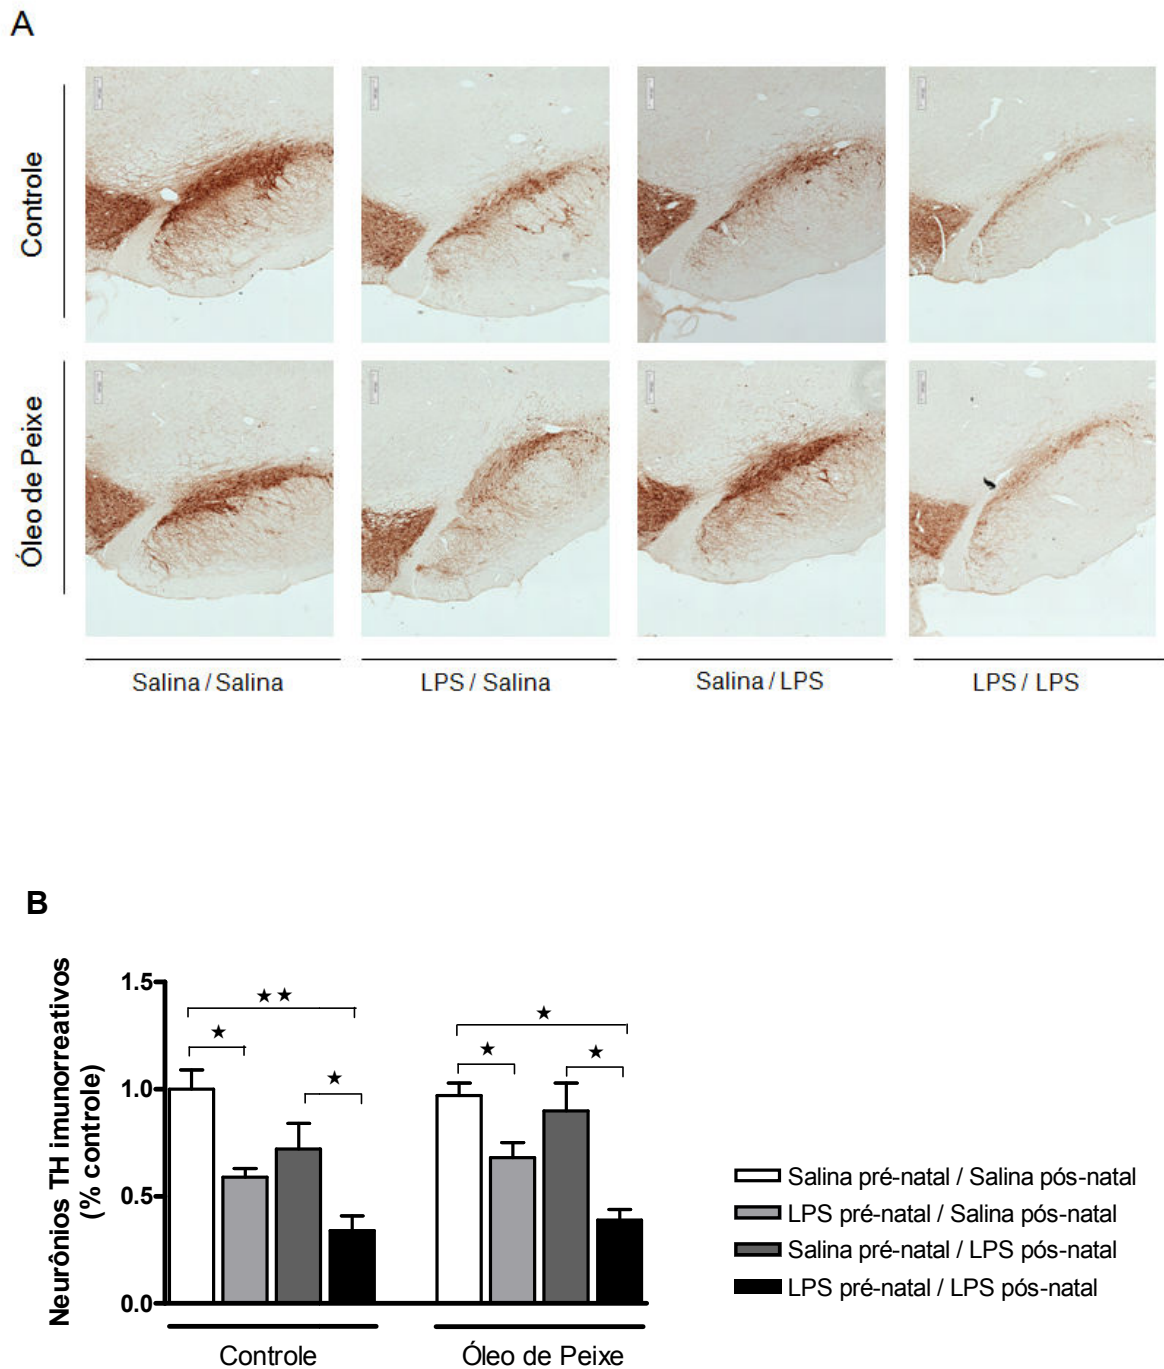 A
Controle
Óleo de Peixe
Salina / Salina
LPS / Salina
Salina / LPS
LPS / LPS
B
Neurônios TH imunorreativos
(% controle)
1.5
1.0
0.5
0.0
★ ★
★
★
★
★
★
Controle
Óleo de Peixe
Salina pré-natal / Salina pós-natal
LPS pré-natal / Salina pós-natal
Salina pré-natal / LPS pós-natal
LPS pré-natal / LPS pós-natal